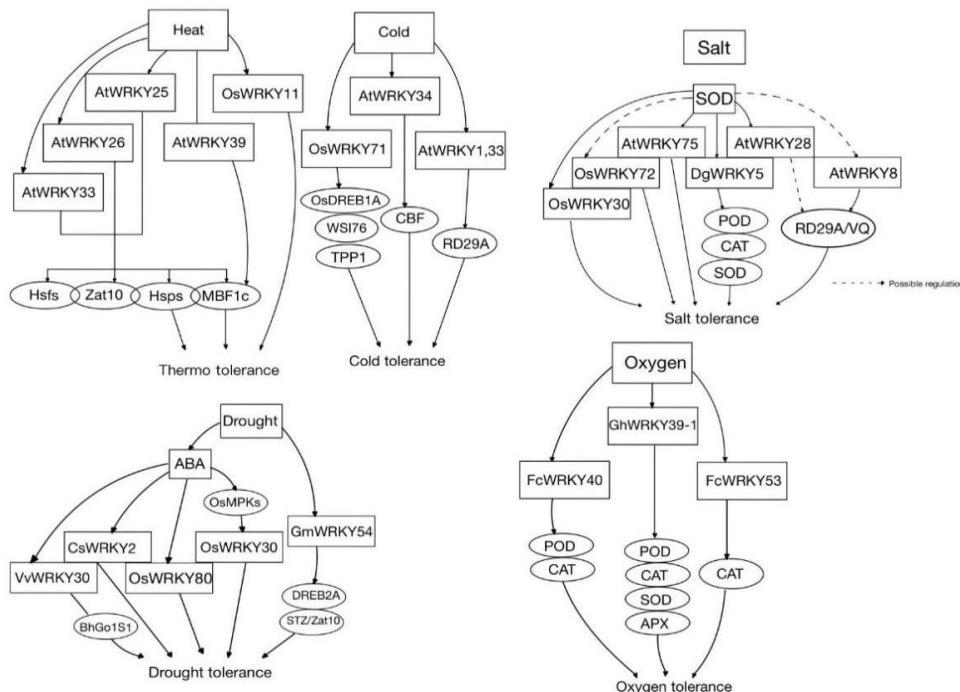 Heat
AtWRKY25
OsWRKY11
AtWRKY26
AtWRKY39
AtWRKY33
Hsfs
Zat10
Hsps
MBF1c
Thermo tolerance
Cold
AtWRKY34
OsWRKY71
AtWRKY1,33
OsDREB1A
WSI76
TPP1
CBF
RD29A
Cold tolerance
Salt
SOD
AtWRKY75
AtWRKY28
OsWRKY72
DgWRKY5
AtWRKY8
OsWRKY30
POD
CAT
SOD
RD29A/VQ
Possible regulation
Salt tolerance
Drought
ABA
OsMPKs
CsWRKY2
OsWRKY30
GmWRKY54
VvWRKY30
OsWRKY80
BhGo1S1
DREB2A
STZ/Zat10
Drought tolerance
Oxygen
GhWRKY39-1
FcWRKY40
FcWRKY53
POD
CAT
POD
CAT
SOD
APX
CAT
Oxygen tolerance